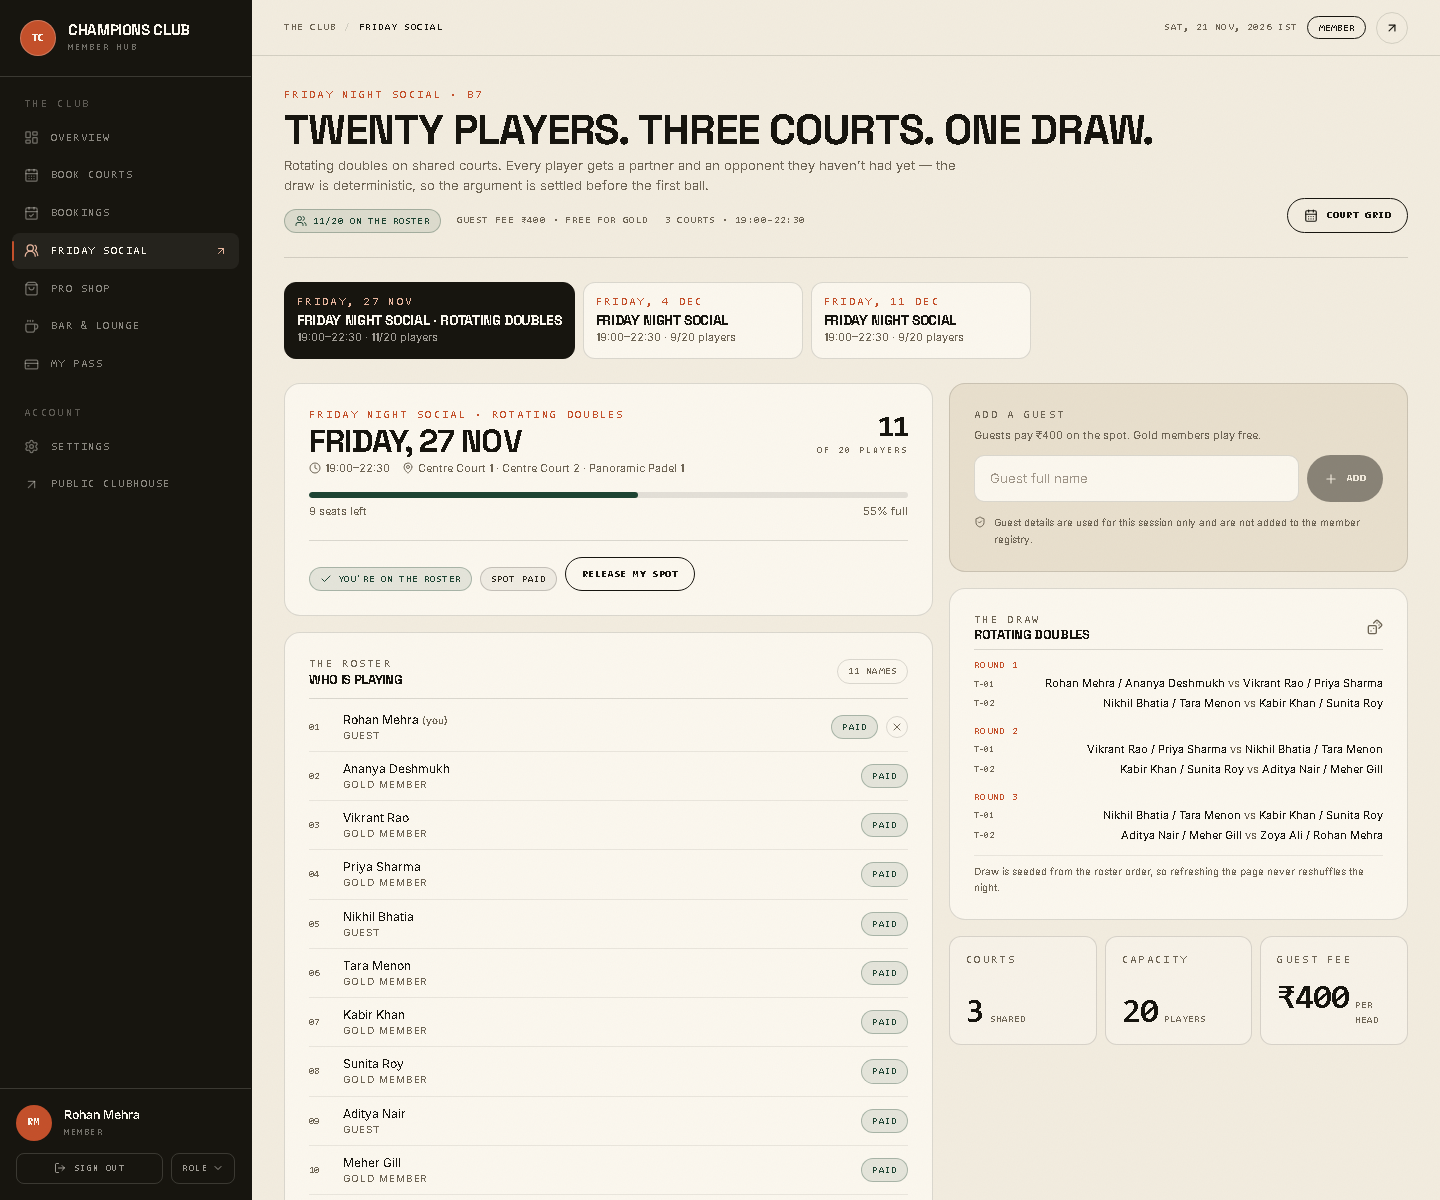 TC
CHAMPIONS CLUB
MEMBER HUB
THE CLUB
OVERVIEW
BOOK COURTS
BOOKINGS
FRIDAY SOCIAL
PRO SHOP
BAR & LOUNGE
MY PASS
ACCOUNT
SETTINGS
PUBLIC CLUBHOUSE
RM
Rohan Mehra
MEMBER
SIGN OUT
ROLE
THE CLUB / FRIDAY SOCIAL
SAT, 21 NOV, 2026 IST
MEMBER
FRIDAY NIGHT SOCIAL · B7
TWENTY PLAYERS. THREE COURTS. ONE DRAW.
Rotating doubles on shared courts. Every player gets a partner and an opponent they haven't had yet — the
draw is deterministic, so the argument is settled before the first ball.
11/20 ON THE ROSTER
GUEST FEE ₹400 · FREE FOR GOLD
3 COURTS · 19:00–22:30
COURT GRID
FRIDAY, 27 NOV
FRIDAY NIGHT SOCIAL · ROTATING DOUBLES
19:00–22:30 · 11/20 players
FRIDAY, 4 DEC
FRIDAY NIGHT SOCIAL
19:00–22:30 · 9/20 players
FRIDAY, 11 DEC
FRIDAY NIGHT SOCIAL
19:00–22:30 · 9/20 players
FRIDAY NIGHT SOCIAL · ROTATING DOUBLES
FRIDAY, 27 NOV
19:00–22:30
Centre Court 1 · Centre Court 2 · Panoramic Padel 1
11
OF 20 PLAYERS
9 seats left
55% full
YOU'RE ON THE ROSTER
SPOT PAID
RELEASE MY SPOT
THE ROSTER
WHO IS PLAYING
11 NAMES
01
Rohan Mehra (you)
GUEST
PAID
02
Ananya Deshmukh
GOLD MEMBER
PAID
03
Vikrant Rao
GOLD MEMBER
PAID
04
Priya Sharma
GOLD MEMBER
PAID
05
Nikhil Bhatia
GUEST
PAID
06
Tara Menon
GOLD MEMBER
PAID
07
Kabir Khan
GOLD MEMBER
PAID
08
Sunita Roy
GOLD MEMBER
PAID
09
Aditya Nair
GUEST
PAID
10
Meher Gill
GOLD MEMBER
PAID
ADD A GUEST
Guests pay ₹400 on the spot. Gold members play free.
Guest full name
ADD
Guest details are used for this session only and are not added to the member
registry.
THE DRAW
ROTATING DOUBLES
ROUND 1
T-01 Rohan Mehra / Ananya Deshmukh vs Vikrant Rao / Priya Sharma
T-02 Nikhil Bhatia / Tara Menon vs Kabir Khan / Sunita Roy
ROUND 2
T-01 Vikrant Rao / Priya Sharma vs Nikhil Bhatia / Tara Menon
T-02 Kabir Khan / Sunita Roy vs Aditya Nair / Meher Gill
ROUND 3
T-01 Nikhil Bhatia / Tara Menon vs Kabir Khan / Sunita Roy
T-02 Aditya Nair / Meher Gill vs Zoya Ali / Rohan Mehra
Draw is seeded from the roster order, so refreshing the page never reshuffles the
night.
COURTS
3 SHARED
CAPACITY
20 PLAYERS
GUEST FEE
₹400 PER
HEAD